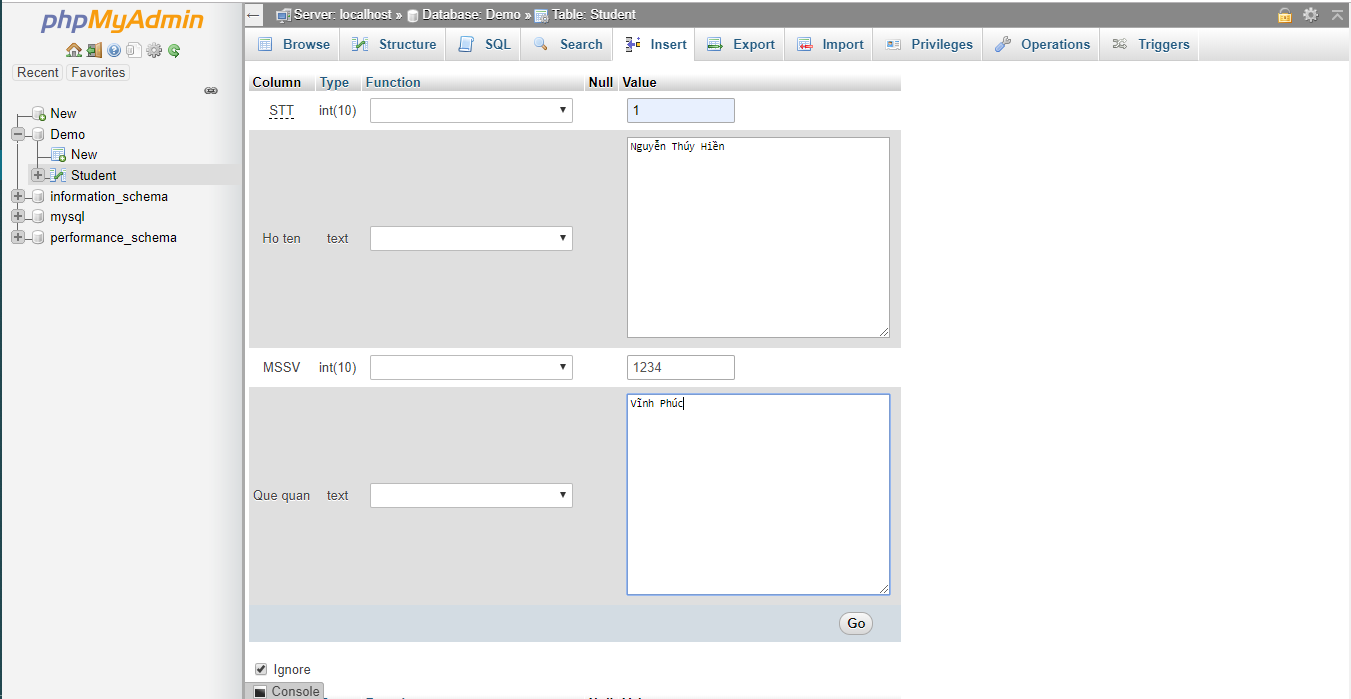 phpMyAdmin
Recent Favorites
New
Demo
New
Student
information_schema
mysql
performance_schema
Server: localhost » Database: Demo » Table: Student
Browse Structure SQL Search Insert Export Import Privileges Operations Triggers
Column Type Function Null Value
STT int(10) 1
Ho ten text Nguyễn Thúy Hiền
MSSV int(10) 1234
Que quan text Vĩnh Phúc
Go
Ignore
Console